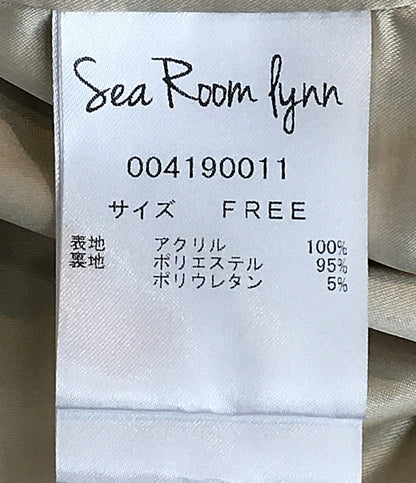 Sea Room lynn
004190011
サイズ FREE
表地 アクリル 100%
裏地 ポリエステル 95%
ポリウレタン 5%